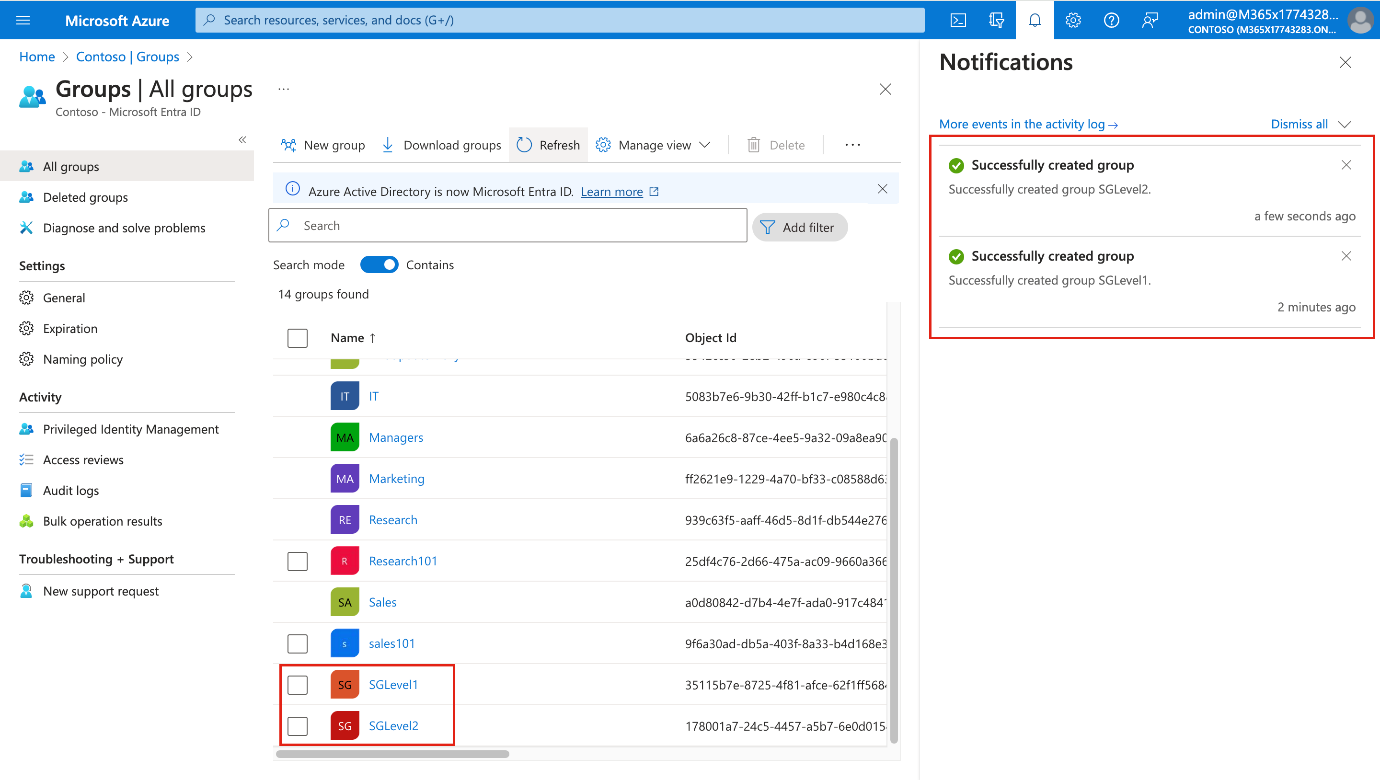 Microsoft Azure
Search resources, services, and docs (G+/)
admin@M365x1774328...
CONTOSO (M365X17743283.ON...
Home > Contoso | Groups >
Groups | All groups ...
Contoso - Microsoft Entra ID
«
All groups
Deleted groups
Diagnose and solve problems
Settings
General
Expiration
Naming policy
Activity
Privileged Identity Management
Access reviews
Audit logs
Bulk operation results
Troubleshooting + Support
New support request
New group
Download groups
Refresh
Manage view
Delete
...
Azure Active Directory is now Microsoft Entra ID. Learn more
Search
Add filter
Search mode Contains
14 groups found
Name ↑ Object Id
IT IT 5083b7e6-9b30-42ff-b1c7-e980c4c8
MA Managers 6a6a26c8-87ce-4ee5-9a32-09a8ea90
MA Marketing ff2621e9-1229-4a70-bf33-c08588d63
RE Research 939c63f5-aaff-46d5-8d1f-db544e276
R Research101 25df4c76-2d66-475a-ac09-9660a366
SA Sales a0d80842-d7b4-4e7f-ada0-917c4841
s sales101 9f6a30ad-db5a-403f-8a33-b4d168e3
SG SGLevel1 35115b7e-8725-4f81-afce-62f1ff5684
SG SGLevel2 178001a7-24c5-4457-a5b7-6e0d015
Notifications
More events in the activity log →
Dismiss all
Successfully created group
Successfully created group SGLevel2.
a few seconds ago
Successfully created group
Successfully created group SGLevel1.
2 minutes ago